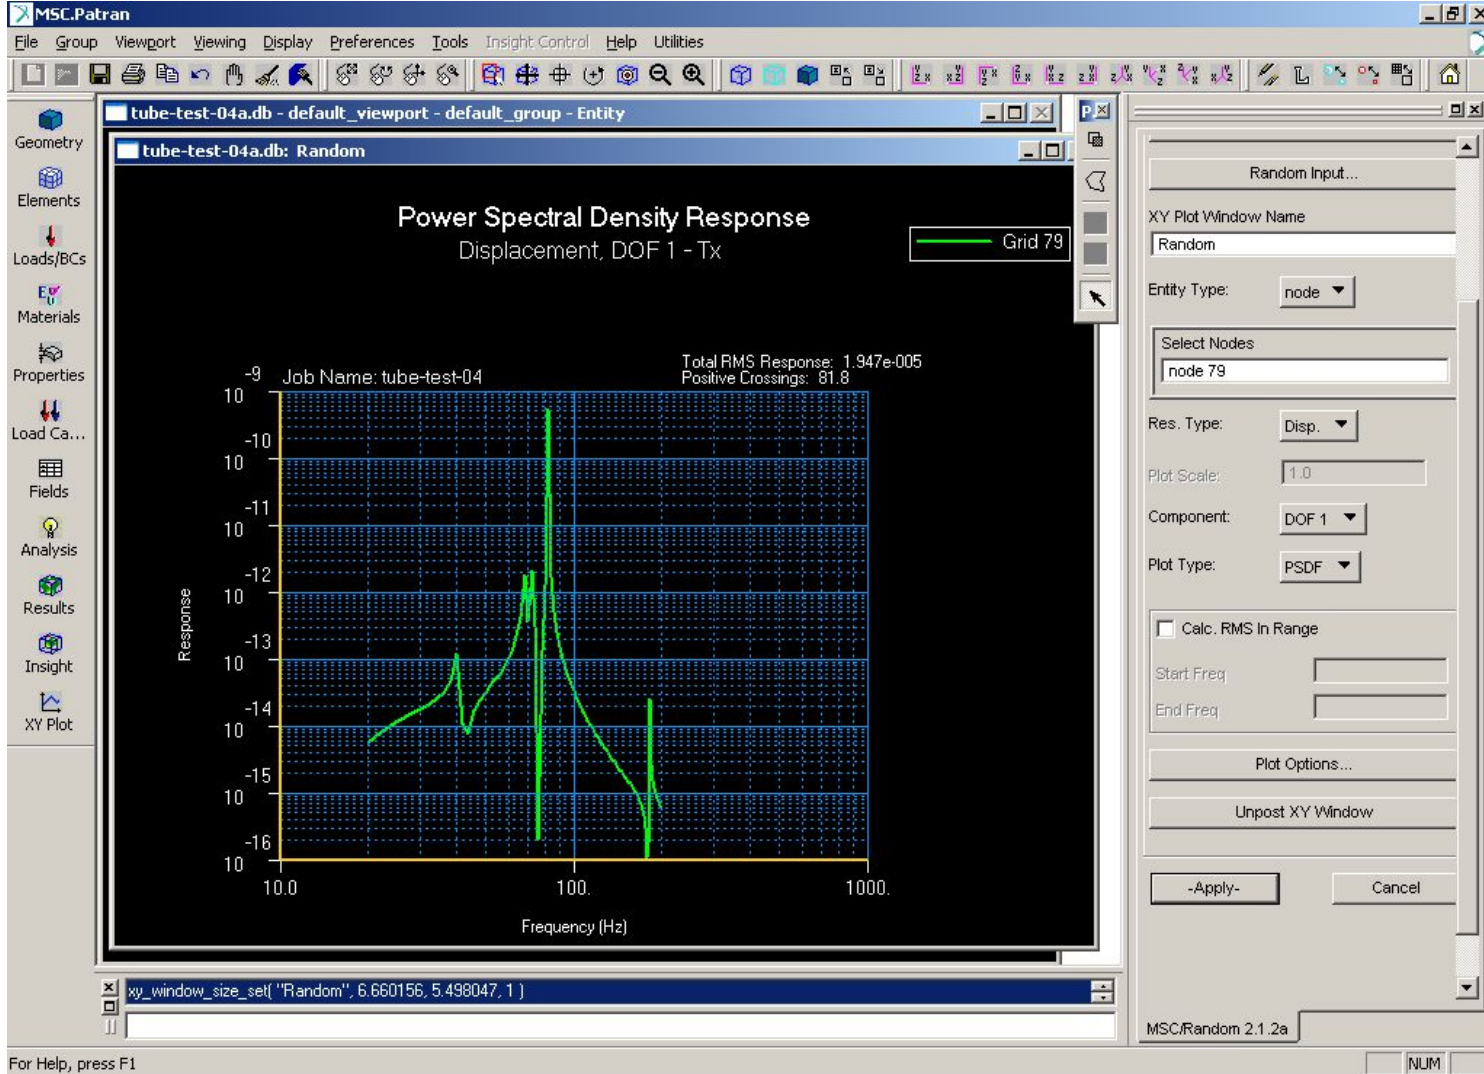 MSC.Patran
File Group Viewport Viewing Display Preferences Tools Insight Control Help Utilities
Geometry
Elements
Loads/BCs
Materials
Properties
Load Ca...
Fields
Analysis
Results
Insight
XY Plot
tube-test-04a.db - default_viewport - default_group - Entity
tube-test-04a.db: Random
Power Spectral Density Response
Displacement, DOF 1 - Tx
Grid 79
Total RMS Response: 1.947e-005
Positive Crossings: 81.8
Job Name: tube-test-04
10 -9
10 -10
10 -11
10 -12
10 -13
10 -14
10 -15
10 -16
Response
10.0 100. 1000.
Frequency (Hz)
xy_window_size_set( "Random", 6.660156, 5.498047, 1 )
Random Input...
XY Plot Window Name
Random
Entity Type: node
Select Nodes
node 79
Res. Type: Disp.
Plot Scale: 1.0
Component: DOF 1
Plot Type: PSDF
Calc. RMS In Range
Start Freq
End Freq
Plot Options...
Unpost XY Window
-Apply- Cancel
MSC/Random 2.1.2a
For Help, press F1
NUM